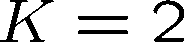 K = 2